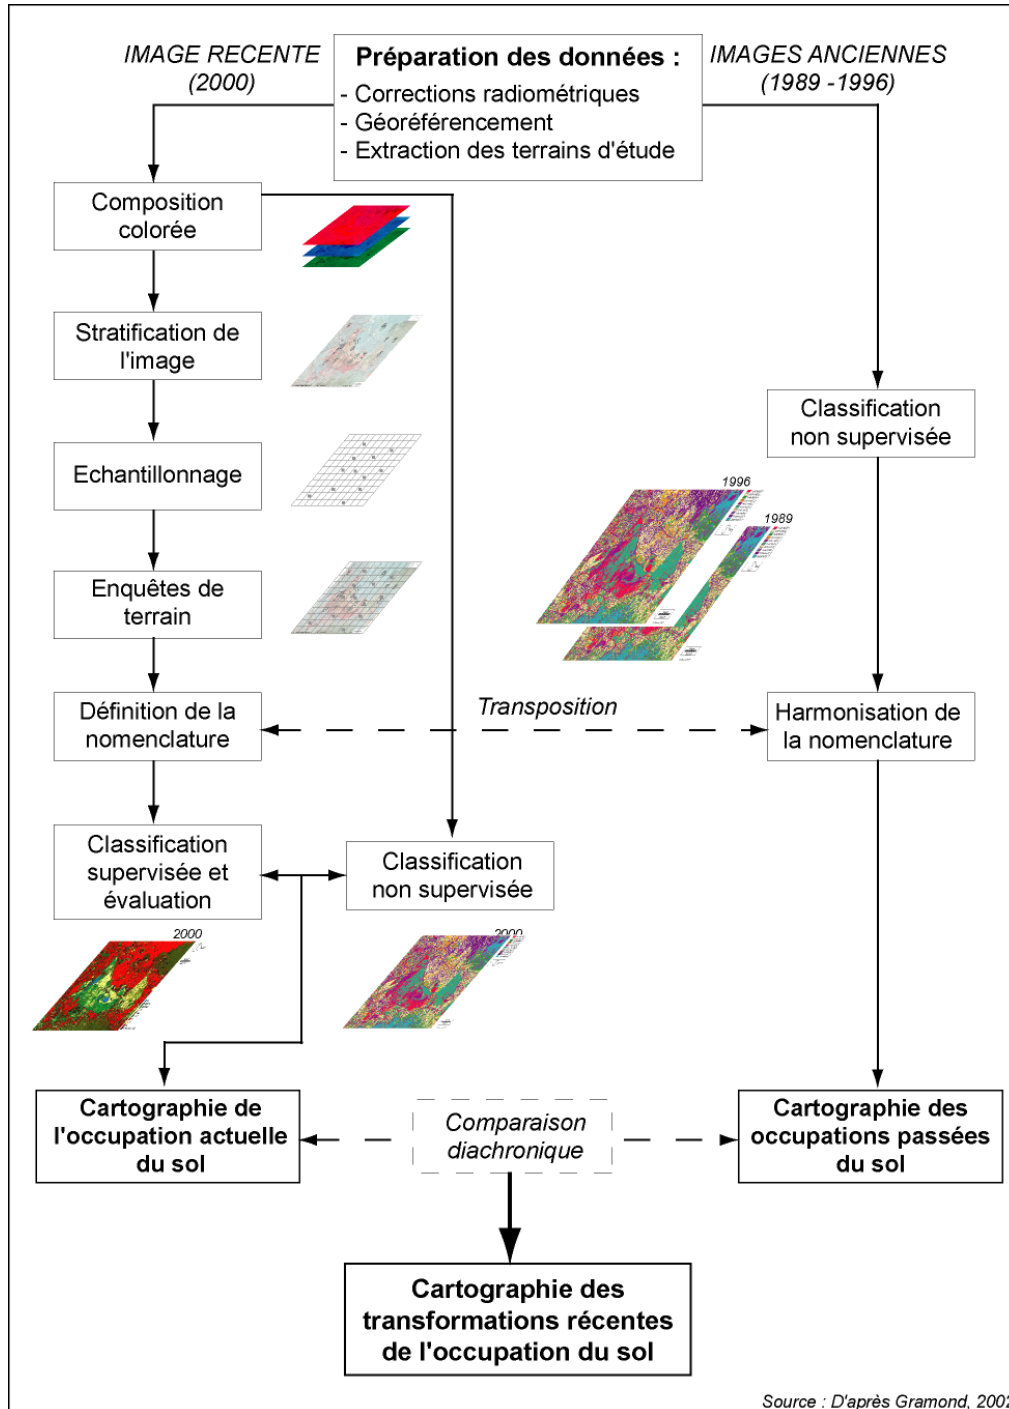 IMAGE RECENTE
(2000)
Préparation des données :
- Corrections radiométriques
- Géoréférencement
- Extraction des terrains d'étude
IMAGES ANCIENNES
(1989 -1996)
Composition
colorée
Stratification de
l'image
Classification
non supervisée
Echantillonnage
1996
1989
Enquêtes de
terrain
Définition de la
nomenclature
Transposition
Harmonisation de
la nomenclature
Classification
supervisée et
évaluation
Classification
non supervisée
2000
2000
Cartographie de
l'occupation actuelle
du sol
Comparaison
diachronique
Cartographie des
occupations passées
du sol
Cartographie des
transformations récentes
de l'occupation du sol
Source : D'après Gramond, 2002